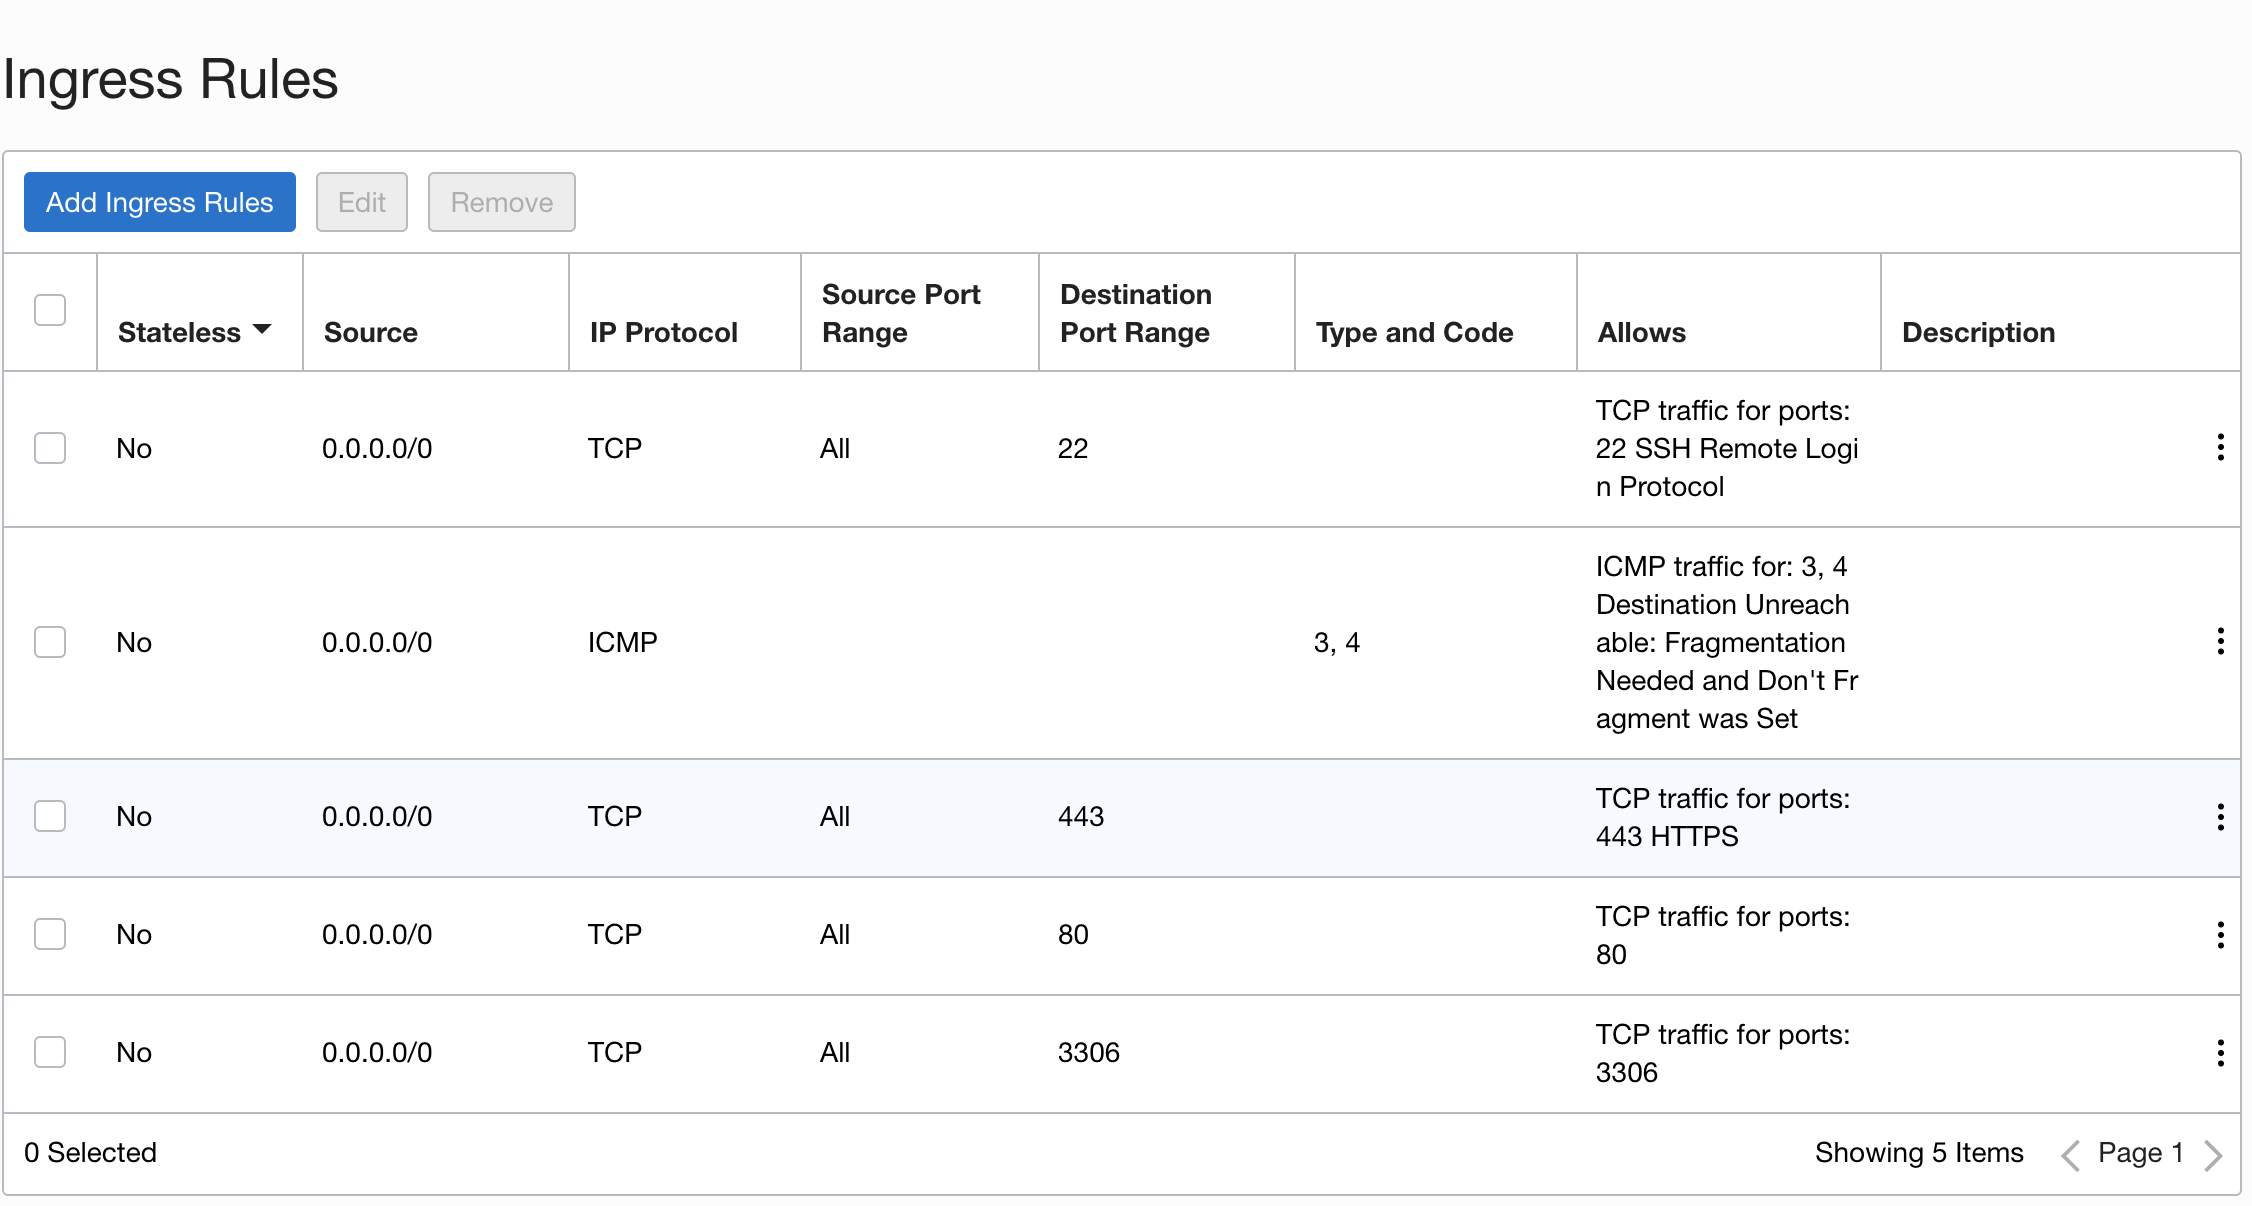 Ingress Rules
Add Ingress Rules Edit Remove
Stateless Source IP Protocol Source Port Range Destination Port Range Type and Code Allows Description
No 0.0.0.0/0 TCP All 22 TCP traffic for ports:
22 SSH Remote Logi
n Protocol
No 0.0.0.0/0 ICMP 3, 4 ICMP traffic for: 3, 4
Destination Unreach
able: Fragmentation
Needed and Don't Fr
agment was Set
No 0.0.0.0/0 TCP All 443 TCP traffic for ports:
443 HTTPS
No 0.0.0.0/0 TCP All 80 TCP traffic for ports:
80
No 0.0.0.0/0 TCP All 3306 TCP traffic for ports:
3306
0 Selected Showing 5 Items Page 1